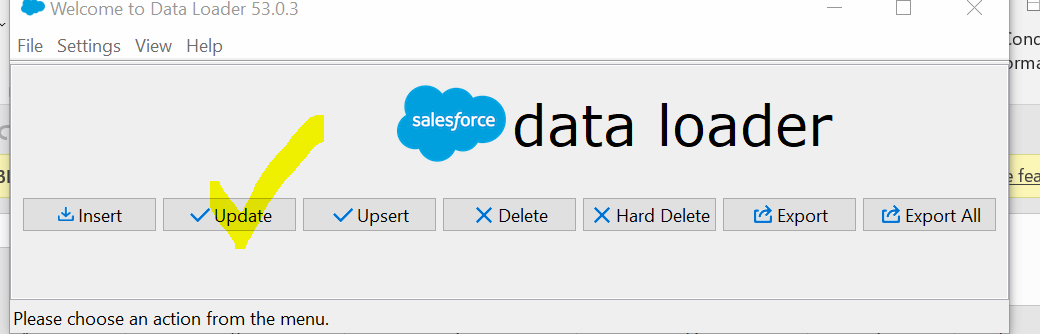 Welcome to Data Loader 53.0.3
File Settings View Help
salesforce data loader
Insert Update Upsert Delete Hard Delete Export Export All
Please choose an action from the menu.